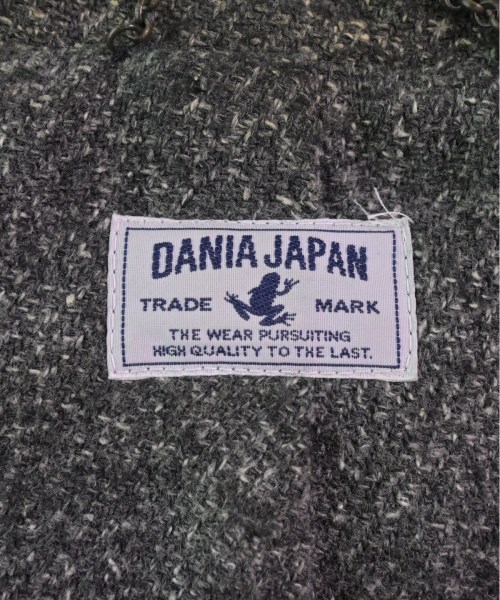 DANIA JAPAN
TRADE MARK
THE WEAR PURSUITING
HIGH QUALITY TO THE LAST.